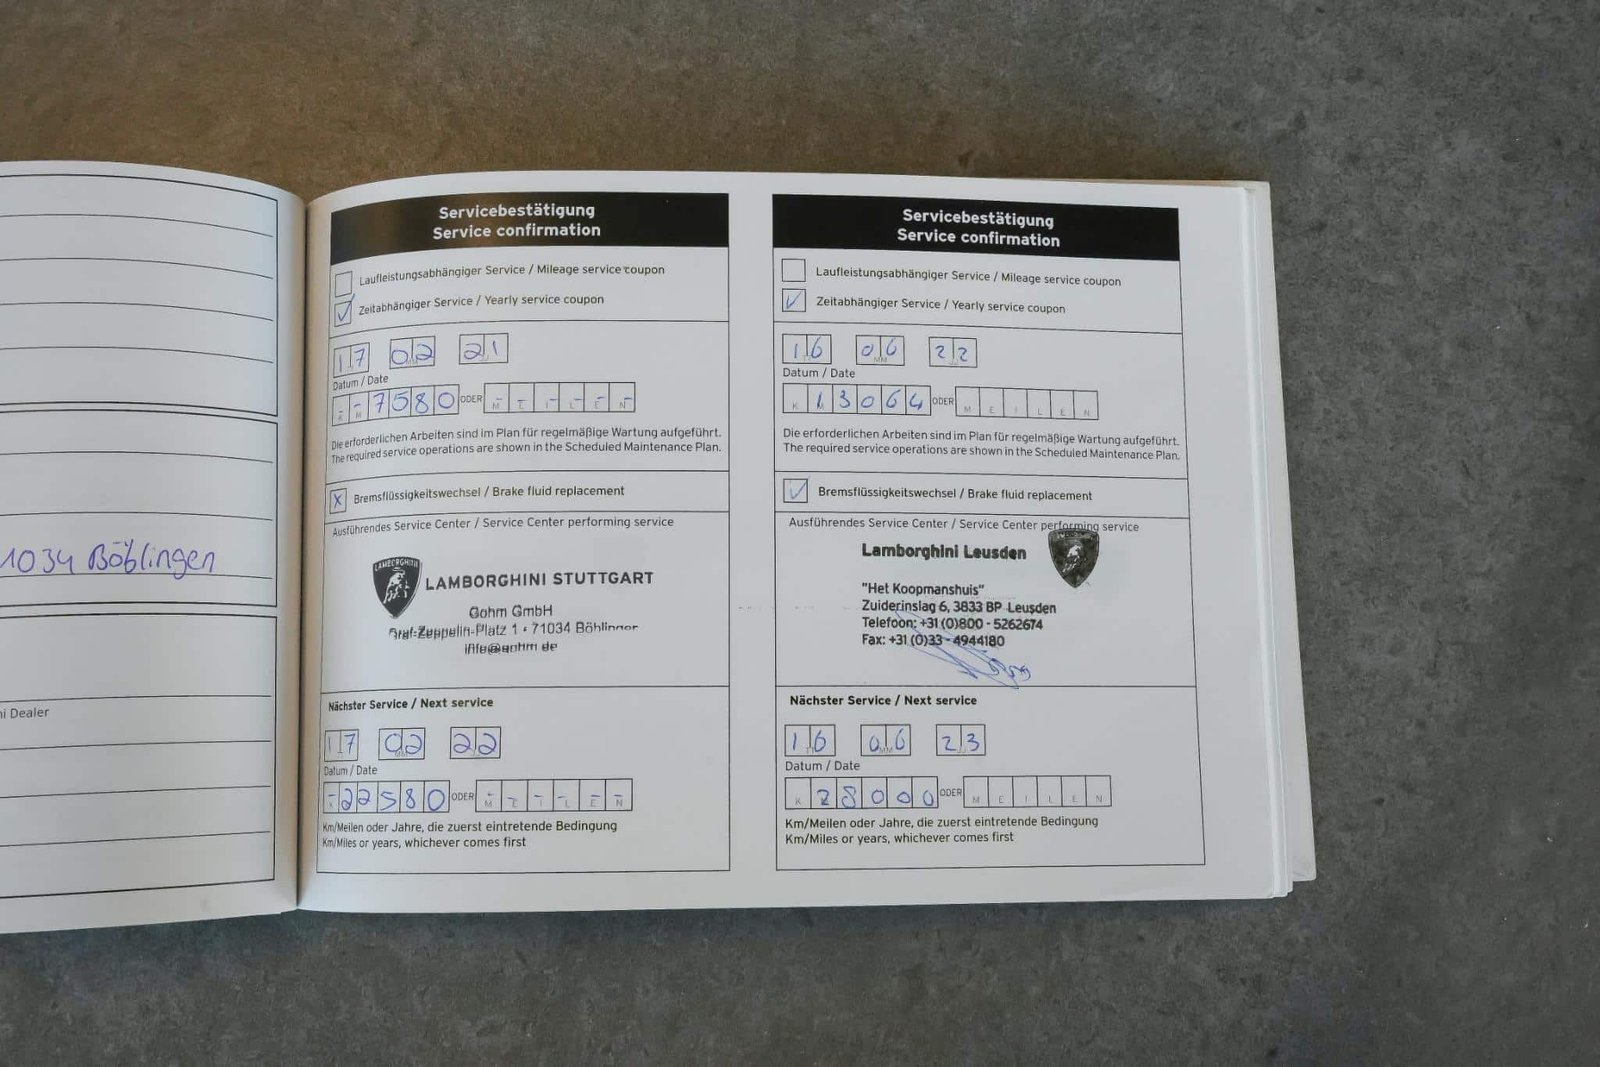 1034 Böblingen
ni Dealer
Servicebestätigung
Service confirmation
Laufleistungsabhängiger Service / Mileage service coupon
Zeitabhängiger Service / Yearly service coupon
17 02 21
Datum / Date
- - 7580 ODER - - - - - -
Die erforderlichen Arbeiten sind im Plan für regelmäßige Wartung aufgeführt.
The required service operations are shown in the Scheduled Maintenance Plan.
x Bremsflüssigkeitswechsel / Brake fluid replacement
Ausführendes Service Center / Service Center performing service
LAMBORGHINI
LAMBORGHINI STUTTGART
Gohm GmbH
Graf-Zeppelin-Platz 1 • 71034 Böblingen
info@gohm.de
Nächster Service / Next service
17 02 22
Datum / Date
-22580 ODER - - - - - -
Km/Meilen oder Jahre, die zuerst eintretende Bedingung
Km/Miles or years, whichever comes first
Servicebestätigung
Service confirmation
Laufleistungsabhängiger Service / Mileage service coupon
Zeitabhängiger Service / Yearly service coupon
16 06 22
Datum / Date
K 13064 ODER MEILEN
Die erforderlichen Arbeiten sind im Plan für regelmäßige Wartung aufgeführt.
The required service operations are shown in the Scheduled Maintenance Plan.
Bremsflüssigkeitswechsel / Brake fluid replacement
Ausführendes Service Center / Service Center performing service
Lamborghini Leusden
"Het Koopmanshuis"
Zuiderinslag 6, 3833 BP Leusden
Telefoon: +31 (0)800 - 5262674
Fax: +31 (0)33 - 4944180
Nächster Service / Next service
16 06 23
Datum / Date
K 28000 ODER MEILEN
Km/Meilen oder Jahre, die zuerst eintretende Bedingung
Km/Miles or years, whichever comes first